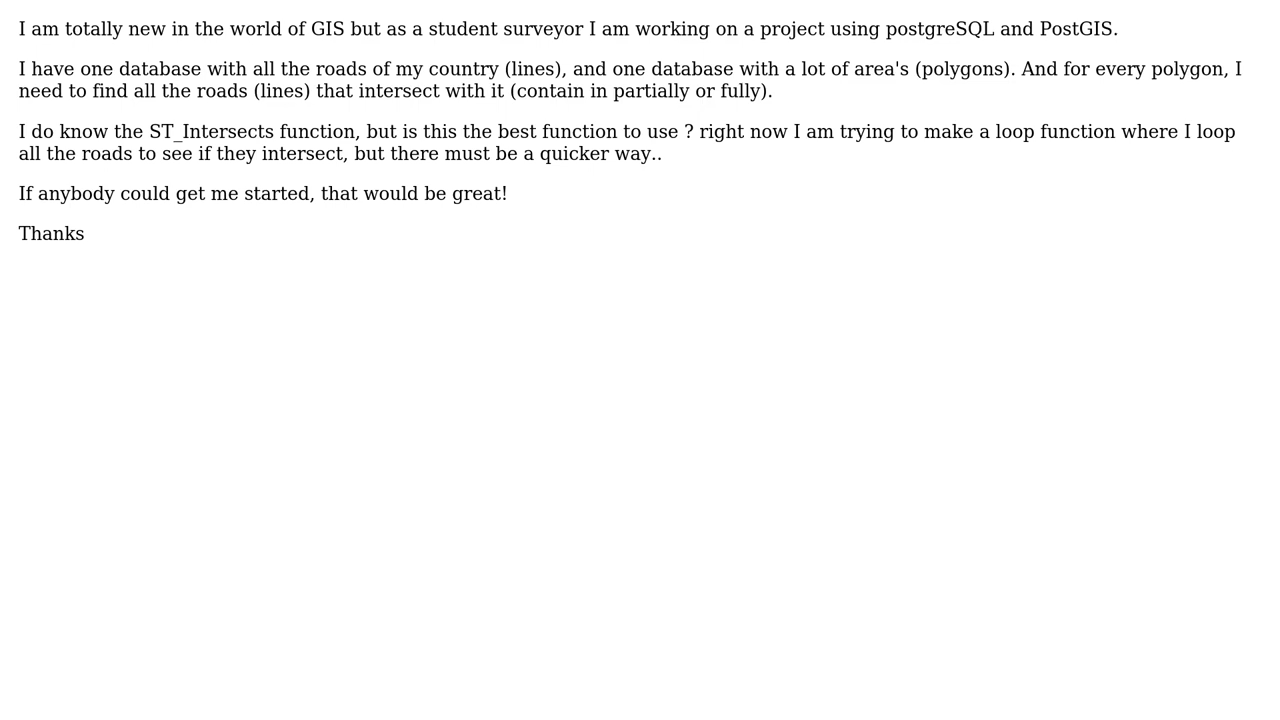 I am totally new in the world of GIS but as a student surveyor I am working on a project using postgreSQL and PostGIS.
I have one database with all the roads of my country (lines), and one database with a lot of area's (polygons). And for every polygon, I
need to find all the roads (lines) that intersect with it (contain in partially or fully).
I do know the ST_Intersects function, but is this the best function to use ? right now I am trying to make a loop function where I loop
all the roads to see if they intersect, but there must be a quicker way..
If anybody could get me started, that would be great!
Thanks